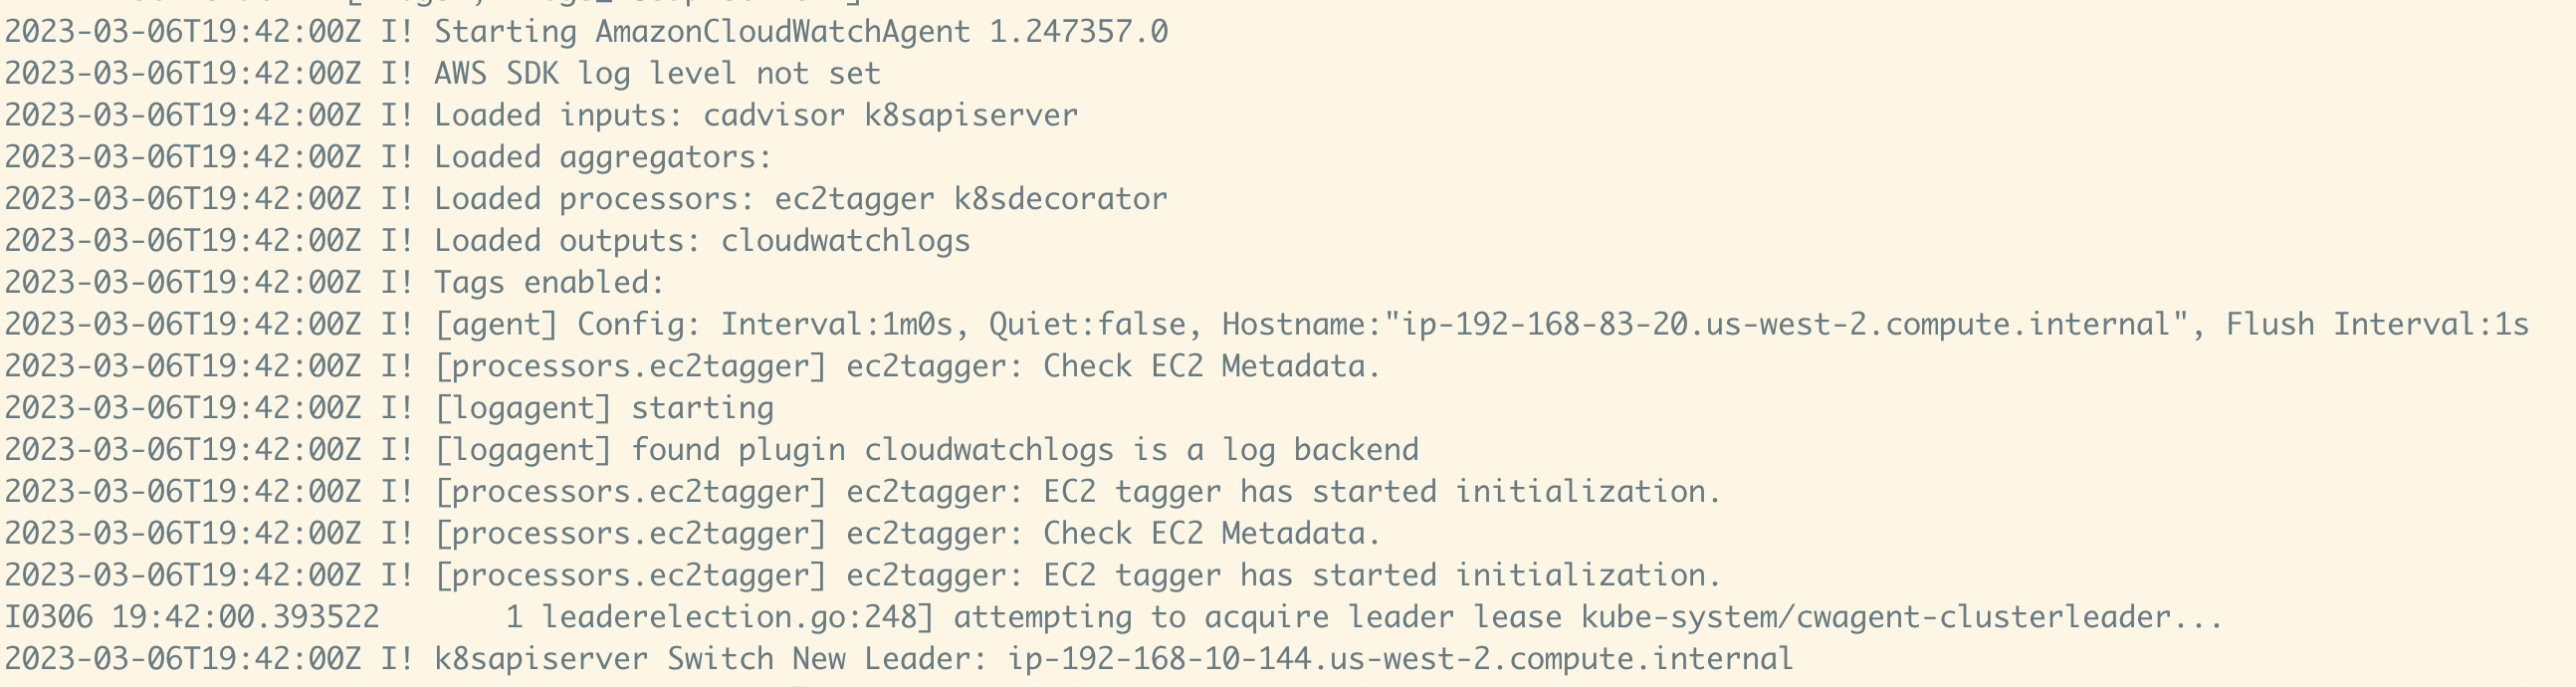 2023-03-06T19:42:00Z I! Starting AmazonCloudWatchAgent 1.247357.0
2023-03-06T19:42:00Z I! AWS SDK log level not set
2023-03-06T19:42:00Z I! Loaded inputs: cadvisor k8sapiserver
2023-03-06T19:42:00Z I! Loaded aggregators:
2023-03-06T19:42:00Z I! Loaded processors: ec2tagger k8sdecorator
2023-03-06T19:42:00Z I! Loaded outputs: cloudwatchlogs
2023-03-06T19:42:00Z I! Tags enabled:
2023-03-06T19:42:00Z I! [agent] Config: Interval:1m0s, Quiet:false, Hostname:"ip-192-168-83-20.us-west-2.compute.internal", Flush Interval:1s
2023-03-06T19:42:00Z I! [processors.ec2tagger] ec2tagger: Check EC2 Metadata.
2023-03-06T19:42:00Z I! [logagent] starting
2023-03-06T19:42:00Z I! [logagent] found plugin cloudwatchlogs is a log backend
2023-03-06T19:42:00Z I! [processors.ec2tagger] ec2tagger: EC2 tagger has started initialization.
2023-03-06T19:42:00Z I! [processors.ec2tagger] ec2tagger: Check EC2 Metadata.
2023-03-06T19:42:00Z I! [processors.ec2tagger] ec2tagger: EC2 tagger has started initialization.
I0306 19:42:00.393522       1 leaderelection.go:248] attempting to acquire leader lease kube-system/cwagent-clusterleader...
2023-03-06T19:42:00Z I! k8sapiserver Switch New Leader: ip-192-168-10-144.us-west-2.compute.internal